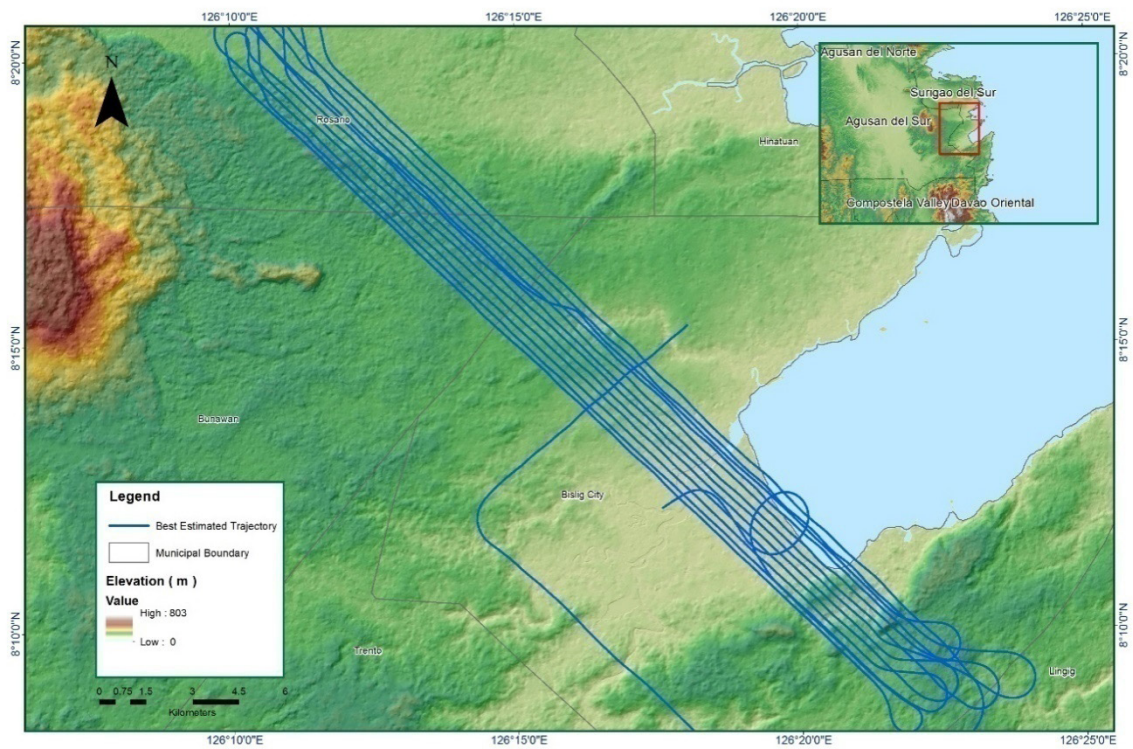 126°10'0"E 126°15'0"E 126°20'0"E 126°25'0"E
8°20'0"N
8°20'0"N
N
Agusan del Norte
Surigao del Sur
Agusan del Sur
Compostela Valley
Davao Oriental
Rosario
Hinatuan
8°15'0"N
8°15'0"N
Bunawan
Bislig City
Legend
Best Estimated Trajectory
Municipal Boundary
Elevation ( m )
Value
High : 803
Low : 0
8°10'0"N
8°10'0"N
Trento
Lingig
0 0.75 1.5 3 4.5 6
Kilometers
126°10'0"E 126°15'0"E 126°20'0"E 126°25'0"E